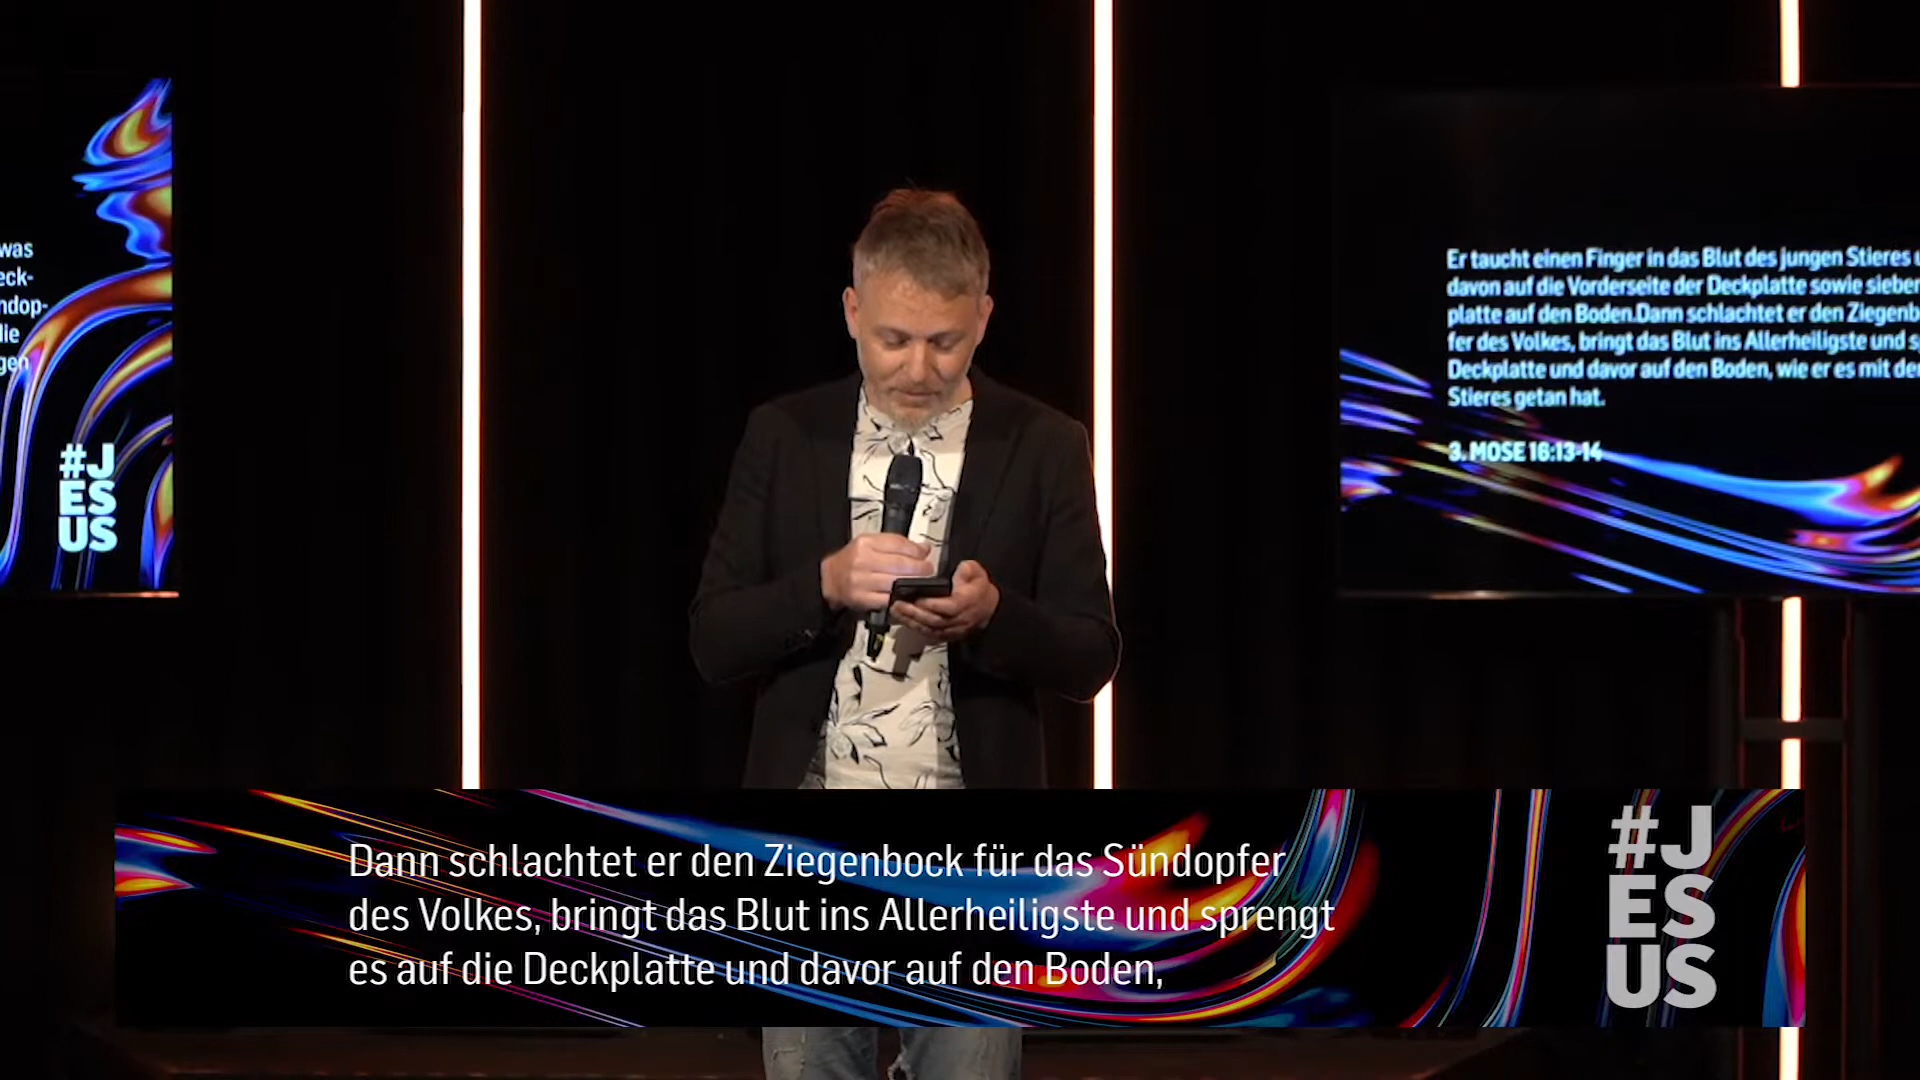 was
eck-
ndop-
lie
gen
#J
ES
US
Er taucht einen Finger in das Blut des jungen Stieres
davon auf die Vorderseite der Deckplatte sowie sieben
platte auf den Boden.Dann schlachtet er den Ziegenb
fer des Volkes, bringt das Blut ins Allerheiligste und s
Deckplatte und davor auf den Boden, wie er es mit de
Stieres getan hat.
3. MOSE 16:13-14
Dann schlachtet er den Ziegenbock für das Sündopfer
des Volkes, bringt das Blut ins Allerheiligste und sprengt
es auf die Deckplatte und davor auf den Boden,
#J
ES
US